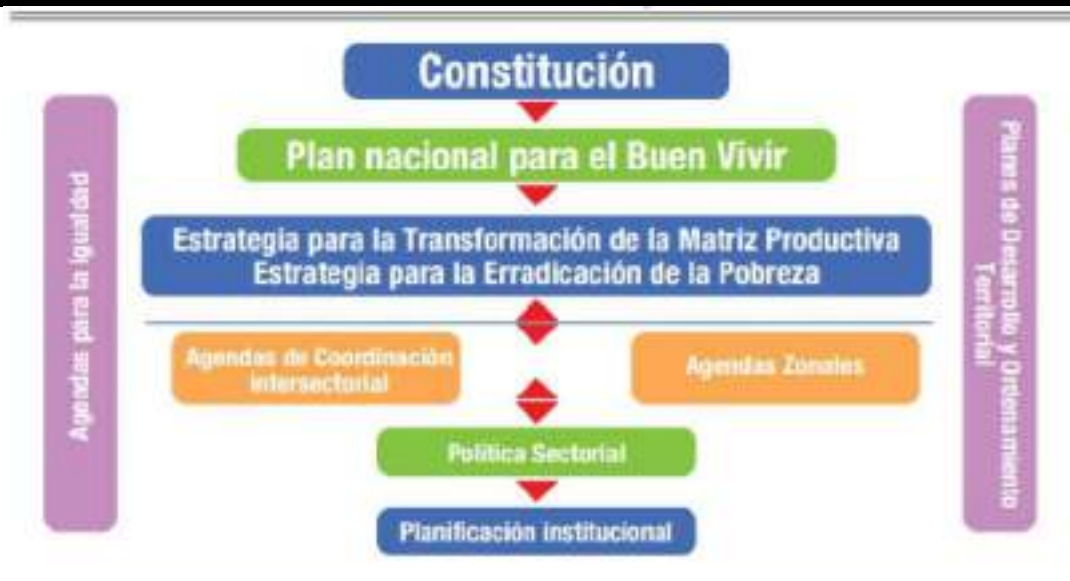 Constitución
Plan nacional para el Buen Vivir
Estrategia para la Transformación de la Matriz Productiva
Estrategia para la Erradicación de la Pobreza
Agendas de Coordinación
intersectorial
Agendas Zonales
Política Sectorial
Planificación institucional
Agendas para la igualdad
Planes de Desarrollo y Ordenamiento
Territorial